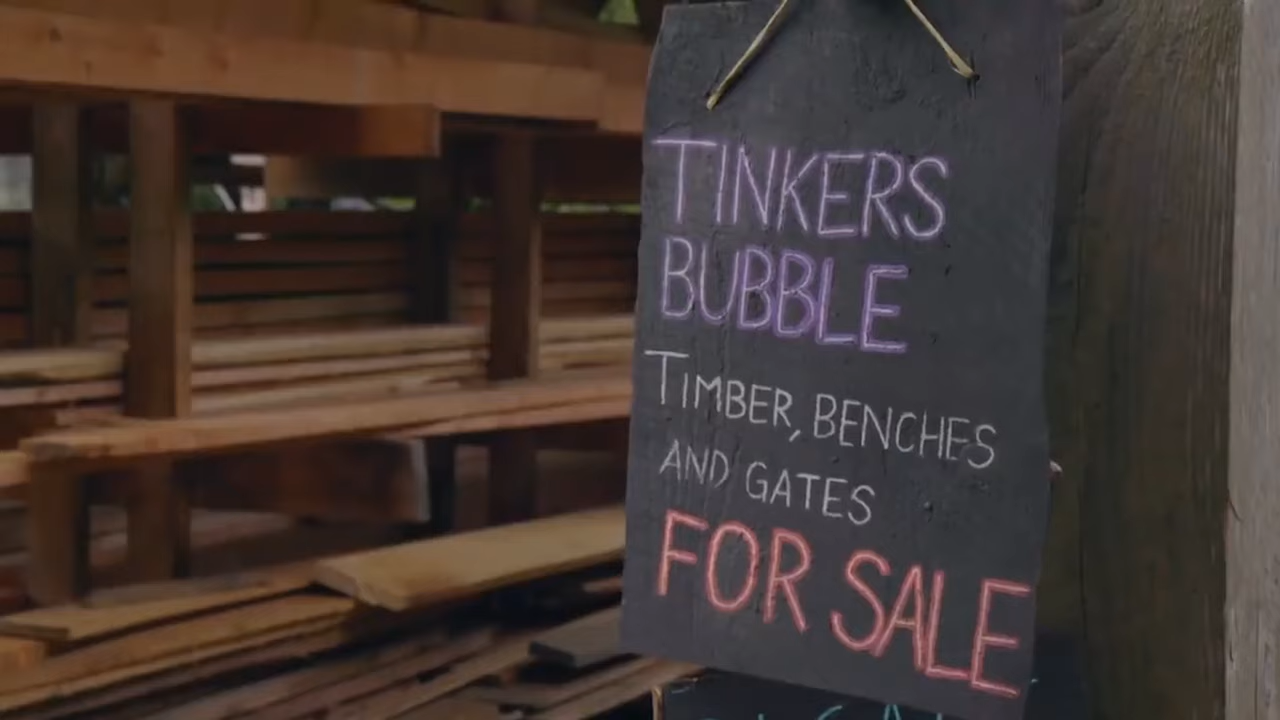 TINKERS
BUBBLE
TIMBER, BENCHES
AND GATES
FOR SALE